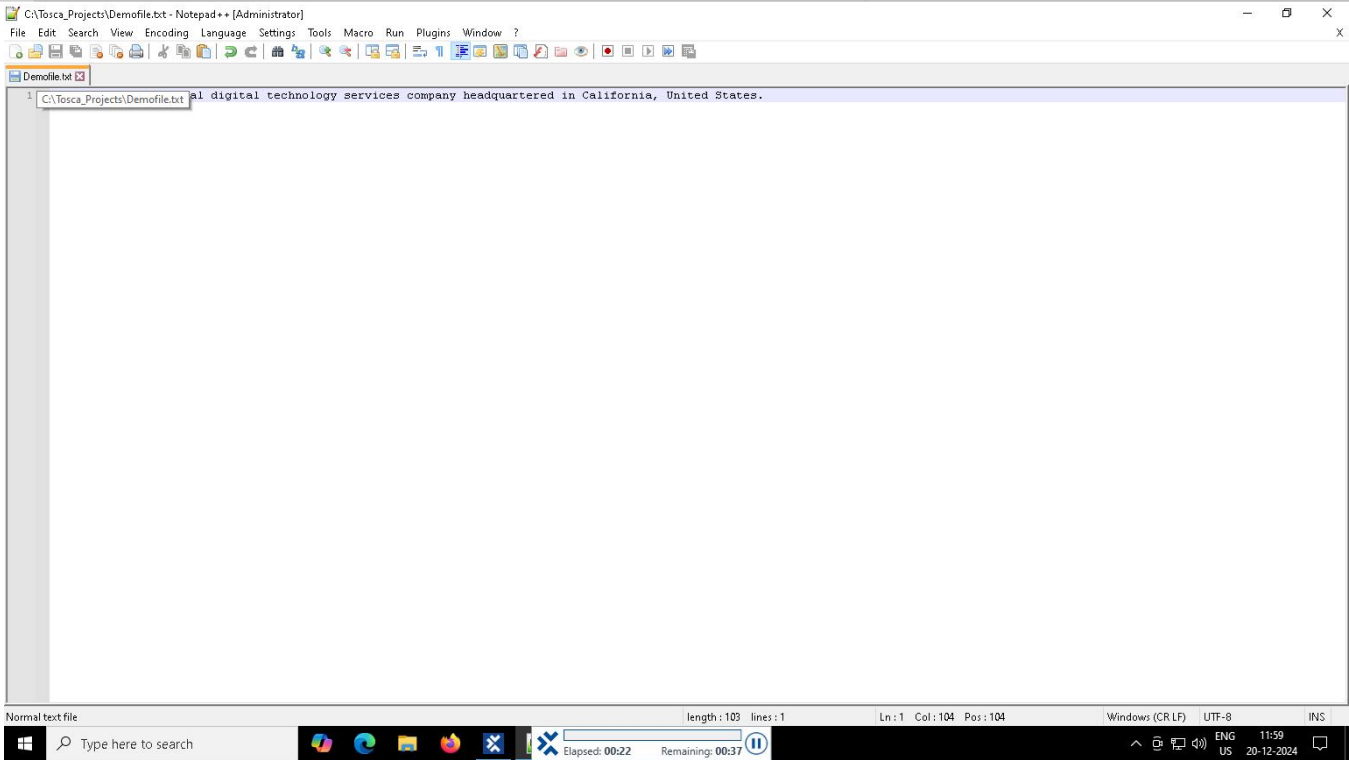 C:\Tosca_Projects\Demofile.txt - Notepad++ [Administrator]
File Edit Search View Encoding Language Settings Tools Macro Run Plugins Window ? X
Demofile.txt
1 al digital technology services company headquartered in California, United States.
C:\Tosca_Projects\Demofile.txt
Normal text file length : 103 lines : 1 Ln : 1 Col : 104 Pos : 104 Windows (CR LF) UTF-8 INS
Type here to search
Elapsed: 00:22 Remaining: 00:37
ENG 11:59
US 20-12-2024